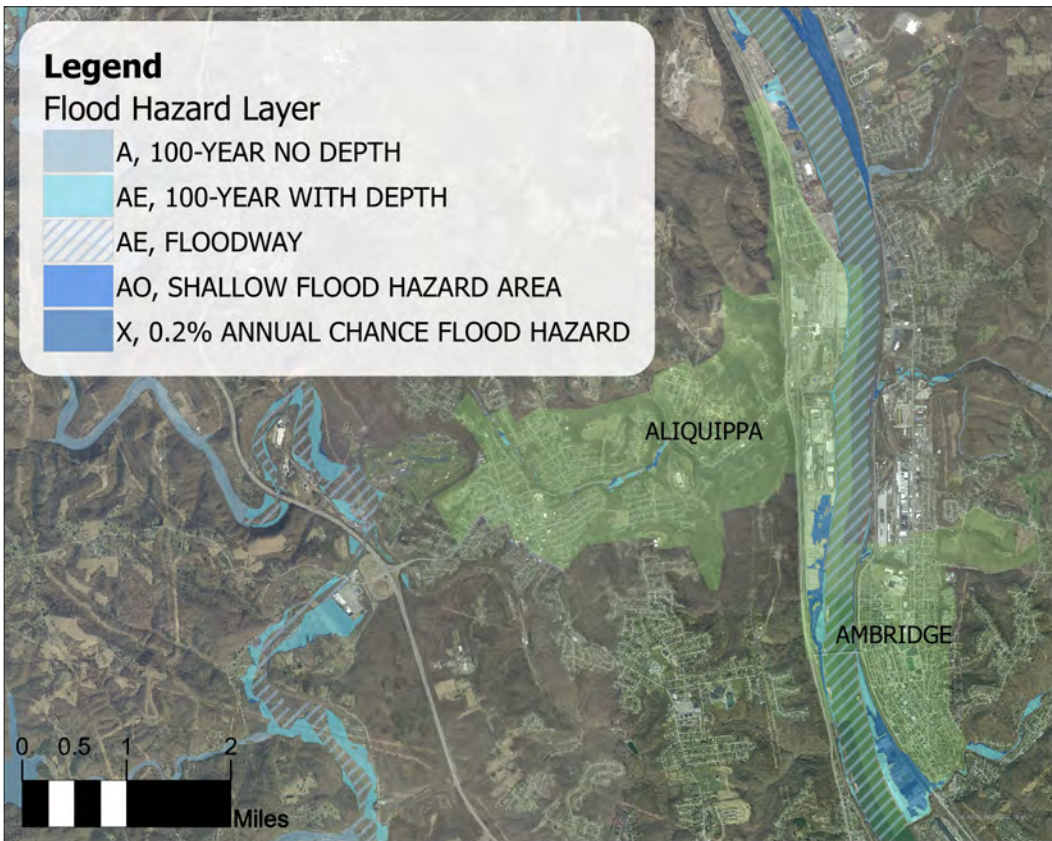 Legend
Flood Hazard Layer
A, 100-YEAR NO DEPTH
AE, 100-YEAR WITH DEPTH
AE, FLOODWAY
AO, SHALLOW FLOOD HAZARD AREA
X, 0.2% ANNUAL CHANCE FLOOD HAZARD
ALIQUIPPA
AMBRIDGE
0 0.5 1 2
Miles